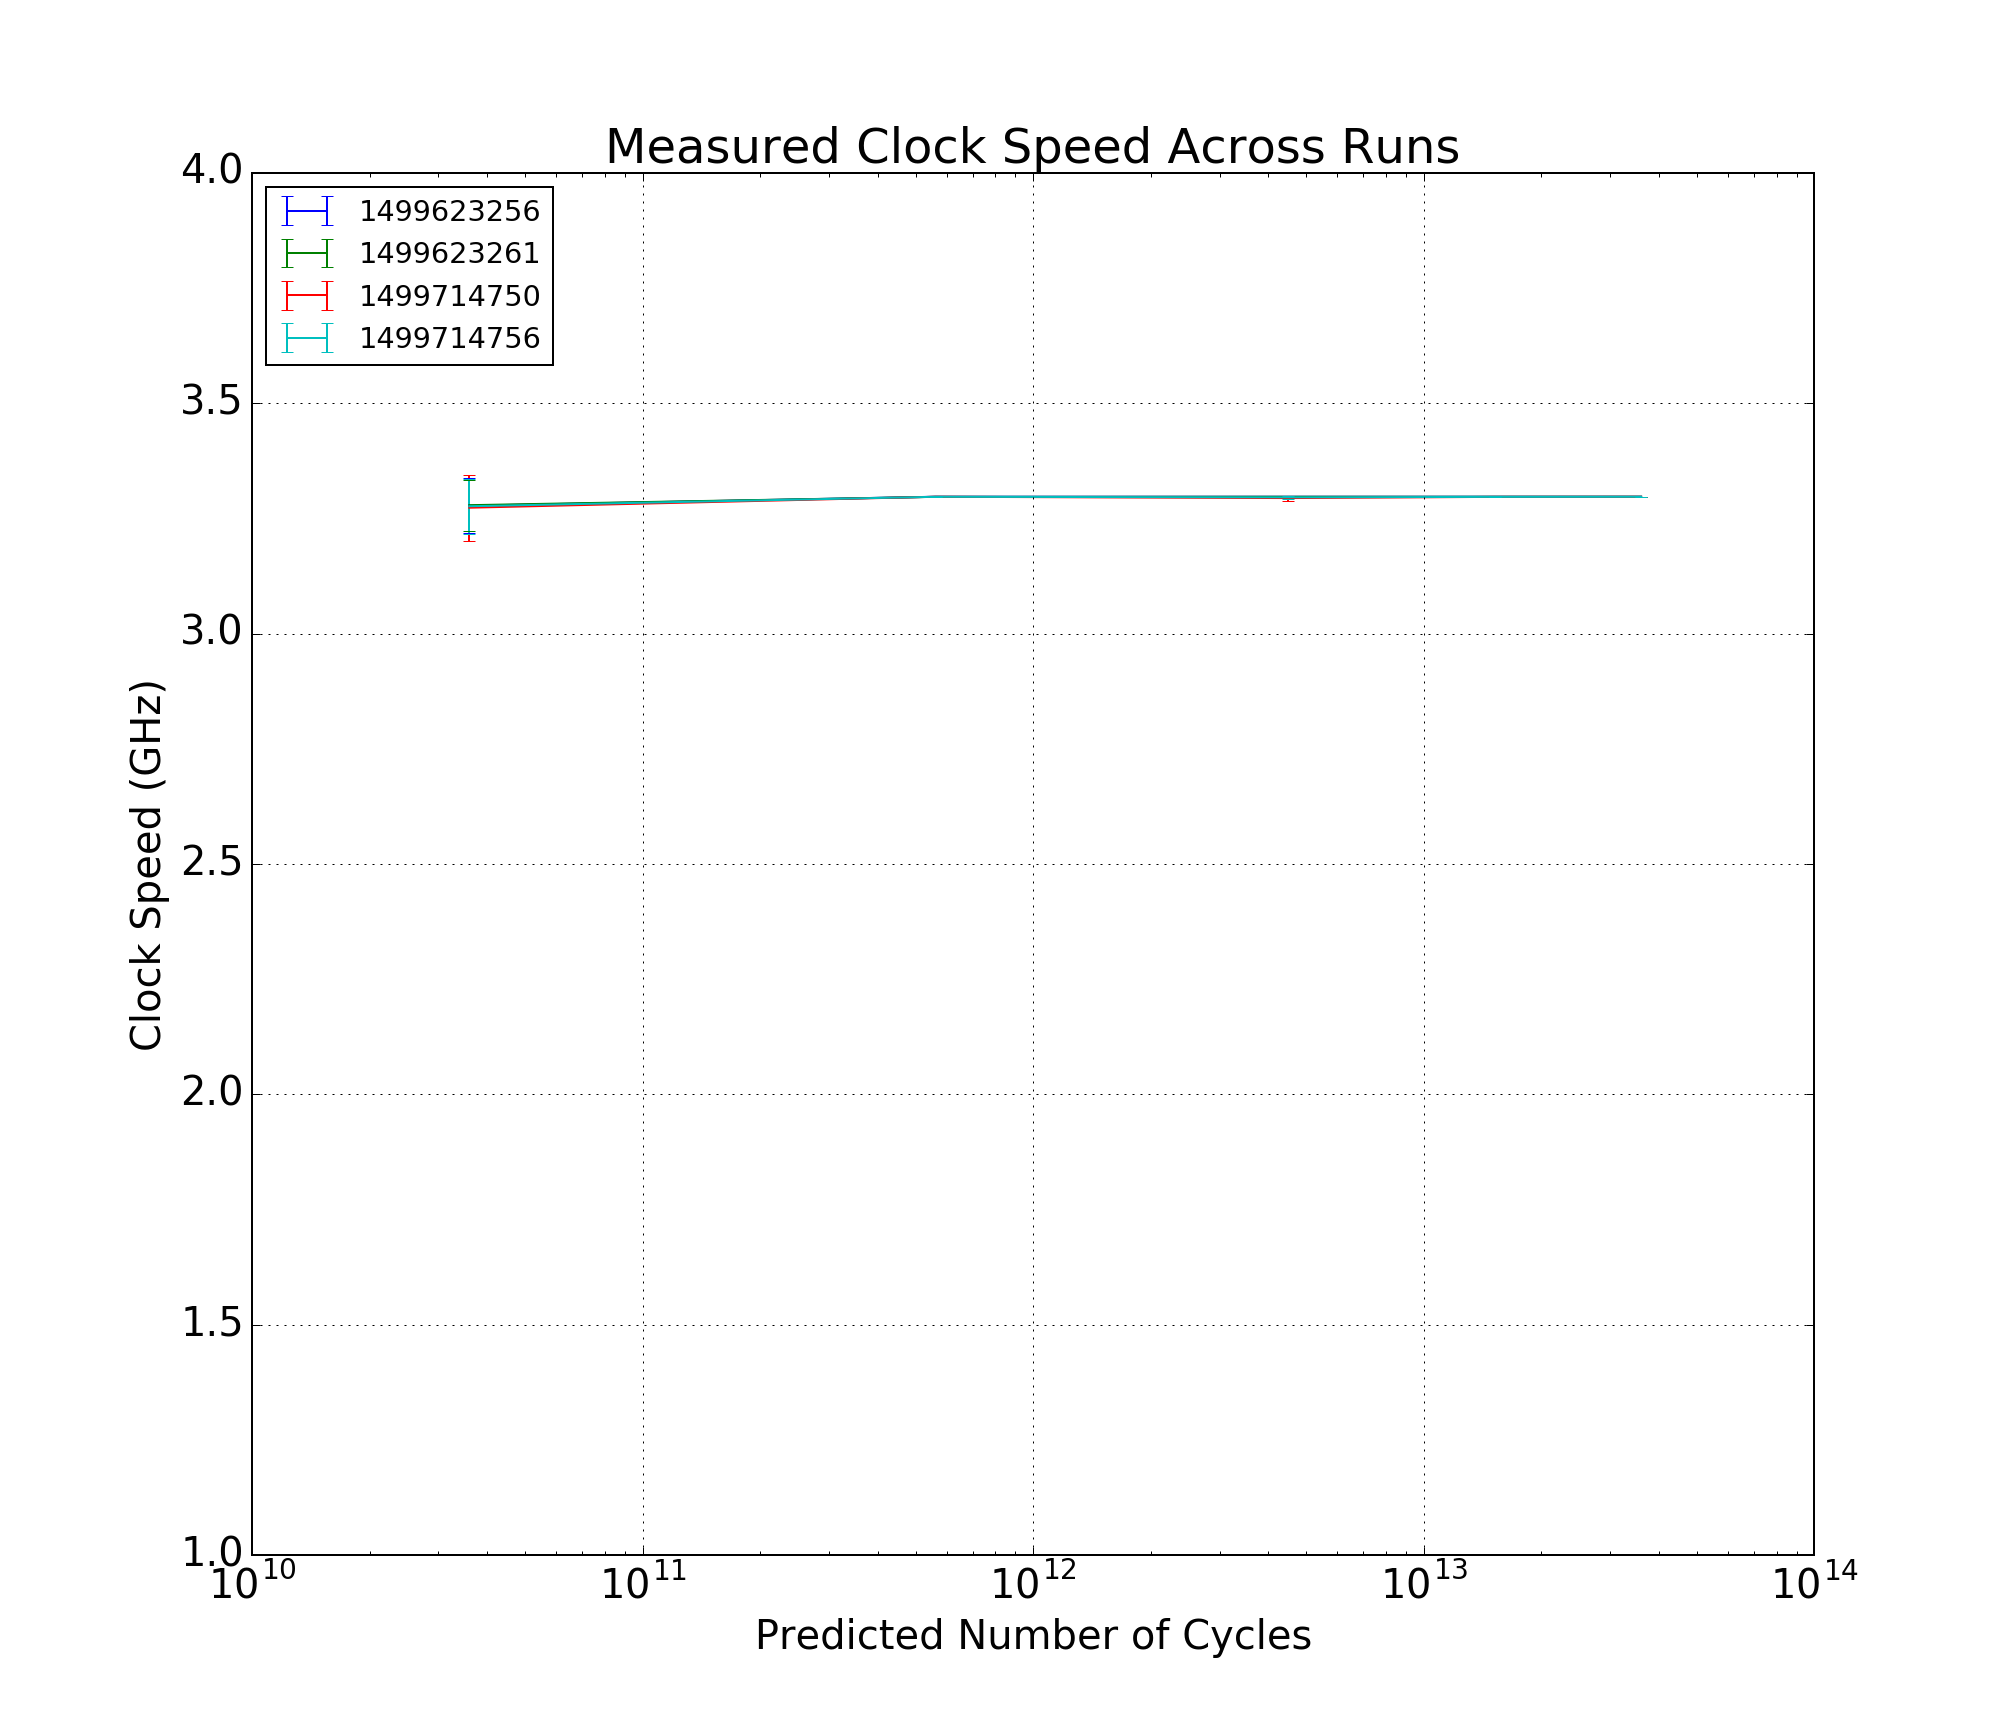 Measured Clock Speed Across Runs
4.0
1499623256
1499623261
1499714750
1499714756
3.5
3.0
2.5
2.0
1.5
1.0
Clock Speed (GHz)
10^10 10^11 10^12 10^13 10^14
Predicted Number of Cycles